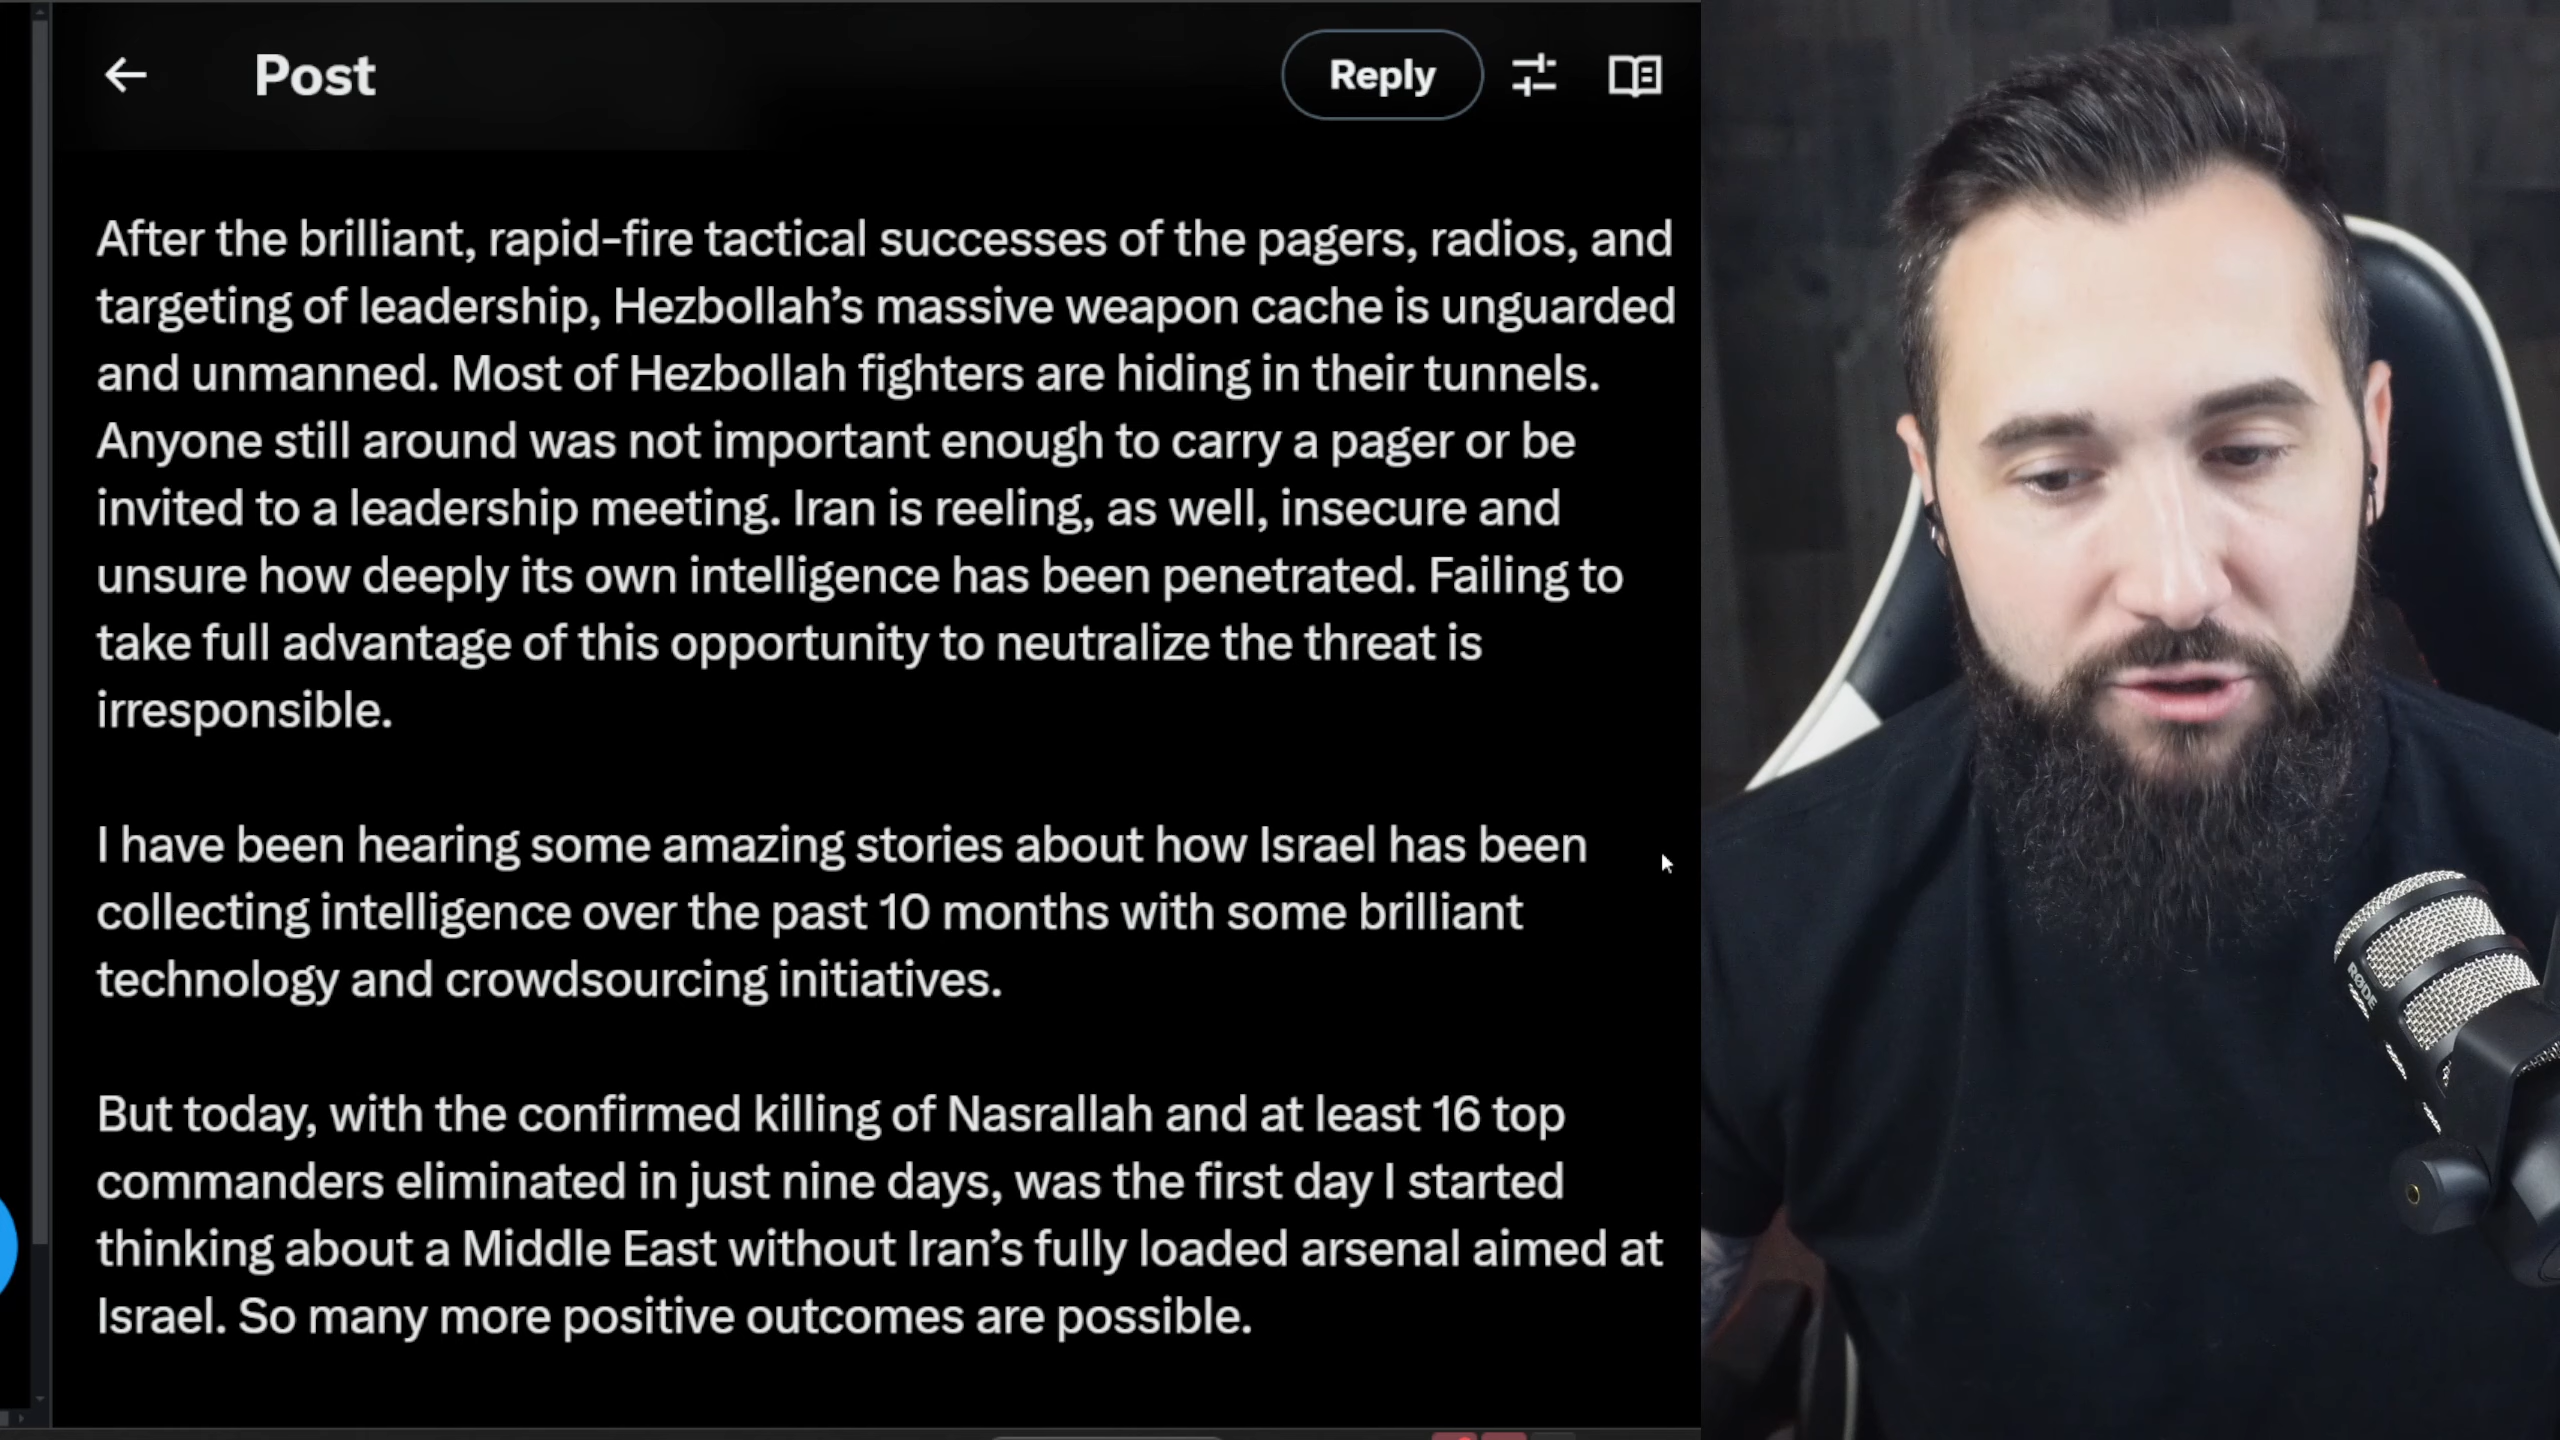 Post
Reply
After the brilliant, rapid-fire tactical successes of the pagers, radios, and
targeting of leadership, Hezbollah’s massive weapon cache is unguarded
and unmanned. Most of Hezbollah fighters are hiding in their tunnels.
Anyone still around was not important enough to carry a pager or be
invited to a leadership meeting. Iran is reeling, as well, insecure and
unsure how deeply its own intelligence has been penetrated. Failing to
take full advantage of this opportunity to neutralize the threat is
irresponsible.
I have been hearing some amazing stories about how Israel has been
collecting intelligence over the past 10 months with some brilliant
technology and crowdsourcing initiatives.
But today, with the confirmed killing of Nasrallah and at least 16 top
commanders eliminated in just nine days, was the first day I started
thinking about a Middle East without Iran’s fully loaded arsenal aimed at
Israel. So many more positive outcomes are possible.
RØDE